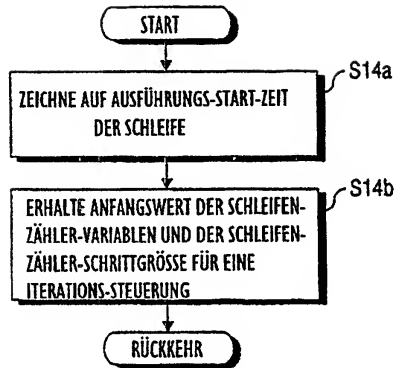 START
S14a
ZEICHNE AUF AUSFÜHRUNGS-START-ZEIT
DER SCHLEIFE
S14b
ERHALTE ANFANGSWERT DER SCHLEIFEN-
ZÄHLER-VARIABLEN UND DER SCHLEIFEN-
ZÄHLER-SCHRITTGRÖSSE FÜR EINE
ITERATIONS-STEUERUNG
RÜCKKEHR